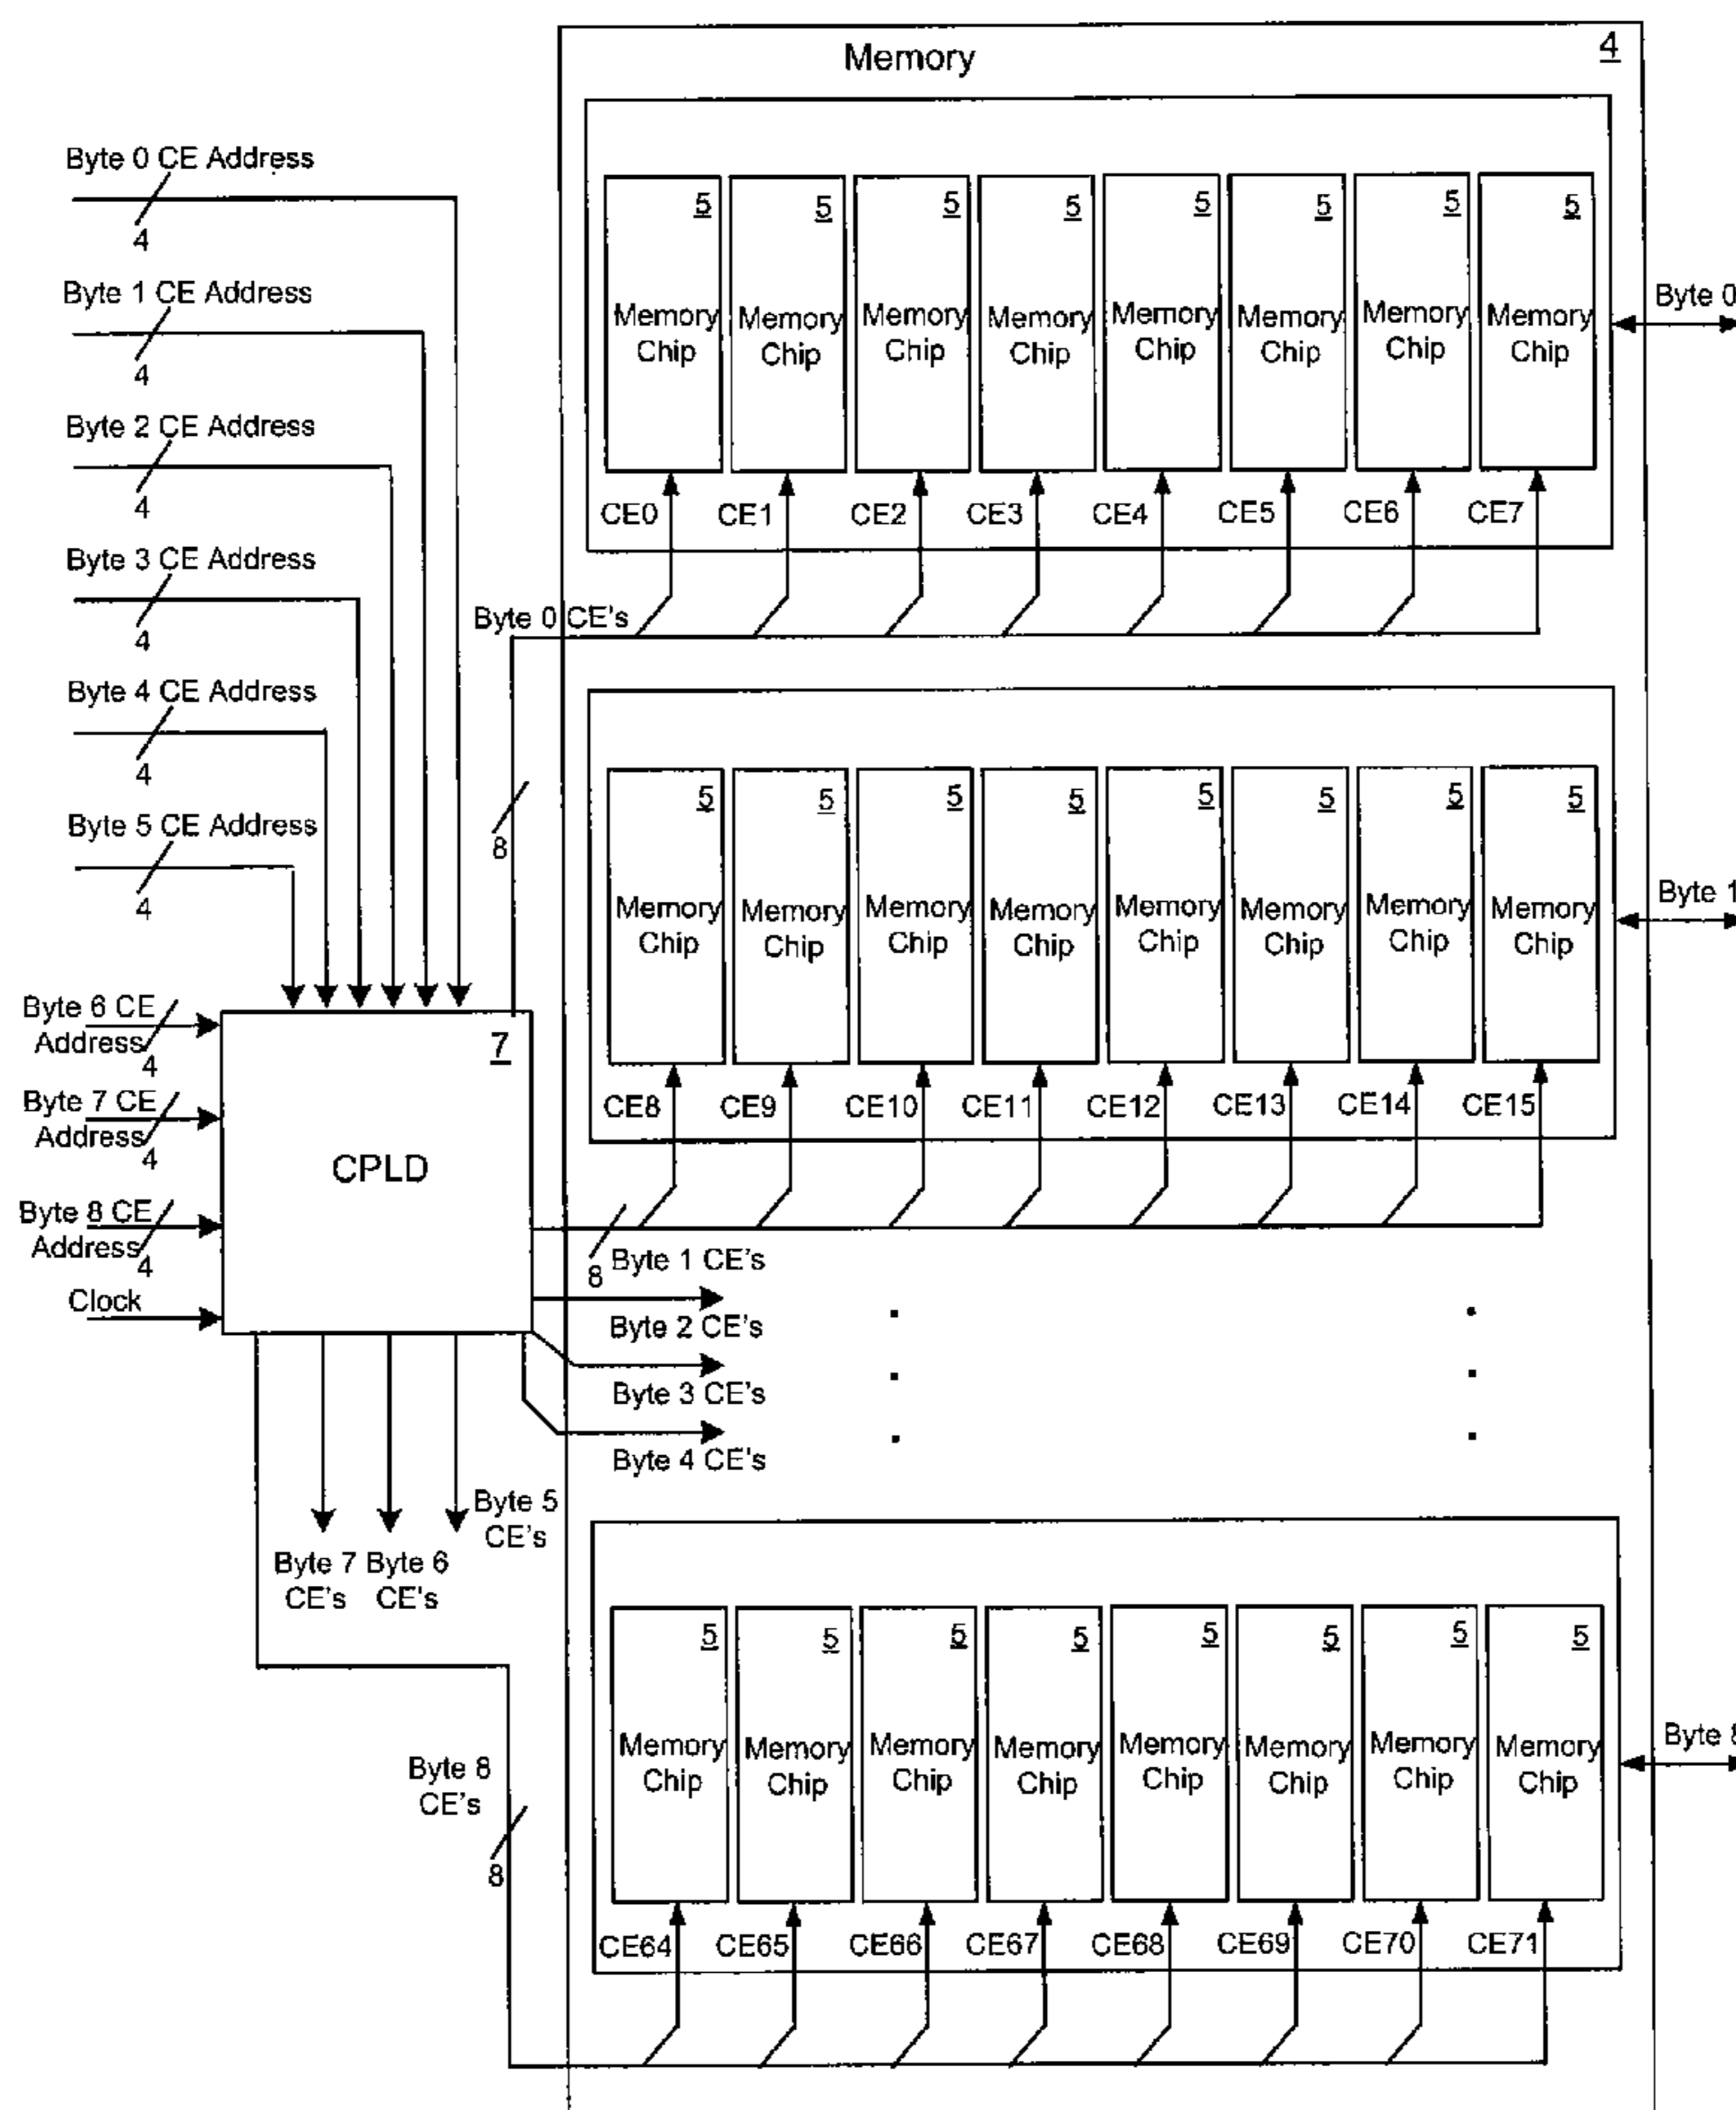 Memory
4
Byte 0 CE Address
4
Byte 1 CE Address
4
Byte 2 CE Address
4
Byte 3 CE Address
4
Byte 4 CE Address
4
Byte 5 CE Address
4
Byte 6 CE
Address
4
Byte 7 CE
Address
4
Byte 8 CE
Address
4
Clock
7
CPLD
5 5 5 5 5 5 5 5
Memory Memory Memory Memory Memory Memory Memory Memory
Chip Chip Chip Chip Chip Chip Chip Chip
Byte 0
CE0 CE1 CE2 CE3 CE4 CE5 CE6 CE7
Byte 0 CE's
8
5 5 5 5 5 5 5 5
Memory Memory Memory Memory Memory Memory Memory Memory
Chip Chip Chip Chip Chip Chip Chip Chip
Byte 1
CE8 CE9 CE10 CE11 CE12 CE13 CE14 CE15
8
Byte 1 CE's
Byte 2 CE's
Byte 3 CE's
Byte 4 CE's
Byte 5
CE's
Byte 7 Byte 6
CE's CE's
5 5 5 5 5 5 5 5
Memory Memory Memory Memory Memory Memory Memory Memory
Chip Chip Chip Chip Chip Chip Chip Chip
Byte 8
CE64 CE65 CE66 CE67 CE68 CE69 CE70 CE71
Byte 8
CE's
8